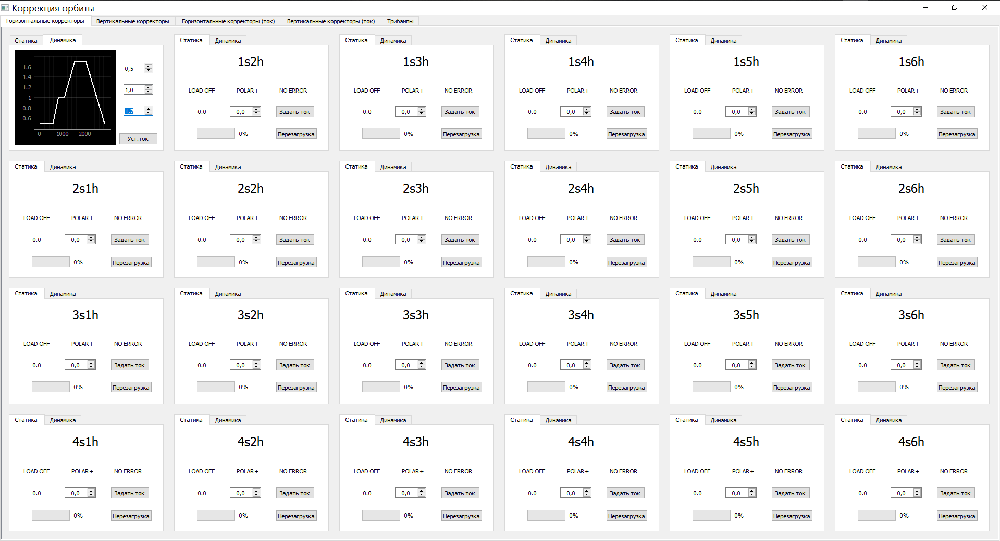 Коррекция орбиты
Горизонтальные корректоры Вертикальные корректоры Горизонтальные корректоры (ток) Вертикальные корректоры (ток) Трибампы
Статика Динамика Статика Динамика Статика Динамика Статика Динамика Статика Динамика Статика Динамика
1.6
1.4
1.2
1
0.8
0.6
0 1000 2000
0,5
1,0
1,7
Уст.ток
1s2h 1s3h 1s4h 1s5h 1s6h
LOAD OFF POLAR+ NO ERROR LOAD OFF POLAR+ NO ERROR LOAD OFF POLAR+ NO ERROR LOAD OFF POLAR+ NO ERROR LOAD OFF POLAR+ NO ERROR
0.0 0,0 Задать ток 0.0 0,0 Задать ток 0.0 0,0 Задать ток 0.0 0,0 Задать ток 0.0 0,0 Задать ток
0% Перезагрузка 0% Перезагрузка 0% Перезагрузка 0% Перезагрузка 0% Перезагрузка
Статика Динамика Статика Динамика Статика Динамика Статика Динамика Статика Динамика Статика Динамика
2s1h 2s2h 2s3h 2s4h 2s5h 2s6h
LOAD OFF POLAR+ NO ERROR LOAD OFF POLAR+ NO ERROR LOAD OFF POLAR+ NO ERROR LOAD OFF POLAR+ NO ERROR LOAD OFF POLAR+ NO ERROR LOAD OFF POLAR+ NO ERROR
0.0 0,0 Задать ток 0.0 0,0 Задать ток 0.0 0,0 Задать ток 0.0 0,0 Задать ток 0.0 0,0 Задать ток 0.0 0,0 Задать ток
0% Перезагрузка 0% Перезагрузка 0% Перезагрузка 0% Перезагрузка 0% Перезагрузка 0% Перезагрузка
Статика Динамика Статика Динамика Статика Динамика Статика Динамика Статика Динамика Статика Динамика
3s1h 3s2h 3s3h 3s4h 3s5h 3s6h
LOAD OFF POLAR+ NO ERROR LOAD OFF POLAR+ NO ERROR LOAD OFF POLAR+ NO ERROR LOAD OFF POLAR+ NO ERROR LOAD OFF POLAR+ NO ERROR LOAD OFF POLAR+ NO ERROR
0.0 0,0 Задать ток 0.0 0,0 Задать ток 0.0 0,0 Задать ток 0.0 0,0 Задать ток 0.0 0,0 Задать ток 0.0 0,0 Задать ток
0% Перезагрузка 0% Перезагрузка 0% Перезагрузка 0% Перезагрузка 0% Перезагрузка 0% Перезагрузка
Статика Динамика Статика Динамика Статика Динамика Статика Динамика Статика Динамика Статика Динамика
4s1h 4s2h 4s3h 4s4h 4s5h 4s6h
LOAD OFF POLAR+ NO ERROR LOAD OFF POLAR+ NO ERROR LOAD OFF POLAR+ NO ERROR LOAD OFF POLAR+ NO ERROR LOAD OFF POLAR+ NO ERROR LOAD OFF POLAR+ NO ERROR
0.0 0,0 Задать ток 0.0 0,0 Задать ток 0.0 0,0 Задать ток 0.0 0,0 Задать ток 0.0 0,0 Задать ток 0.0 0,0 Задать ток
0% Перезагрузка 0% Перезагрузка 0% Перезагрузка 0% Перезагрузка 0% Перезагрузка 0% Перезагрузка